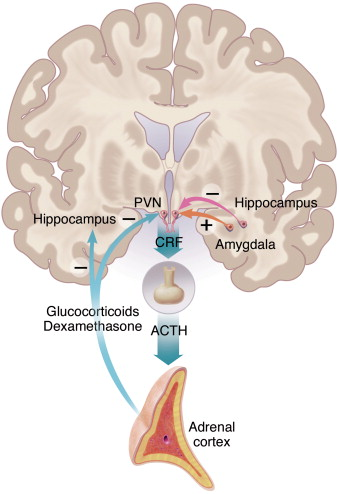 PVN
−
Hippocampus
−
−
Hippocampus
+
Amygdala
CRF
−
Glucocorticoids
Dexamethasone
ACTH
Adrenal
cortex